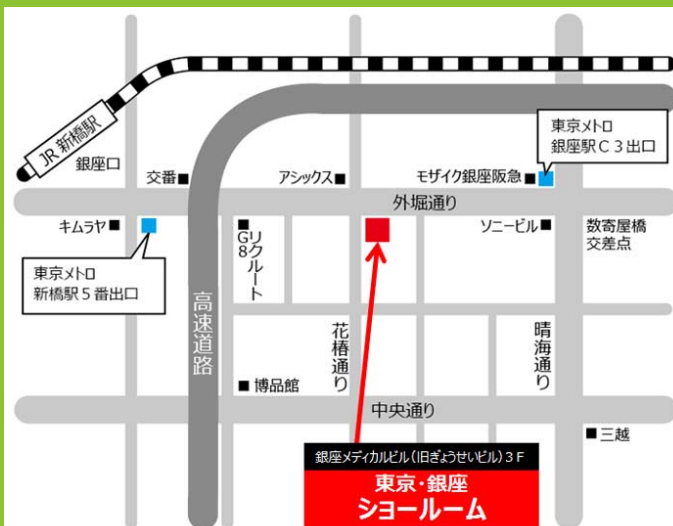 JR 新橋駅
銀座口
交番
アシックス
モザイク銀座阪急
東京メトロ
銀座駅C3出口
外堀通り
キムラヤ
G8
リクルート
ソニービル
数寄屋橋
交差点
東京メトロ
新橋駅5番出口
高速道路
花椿通り
晴海通り
博品館
中央通り
三越
銀座メディカルビル(旧ぎょうせいビル)3F
東京・銀座
ショールーム